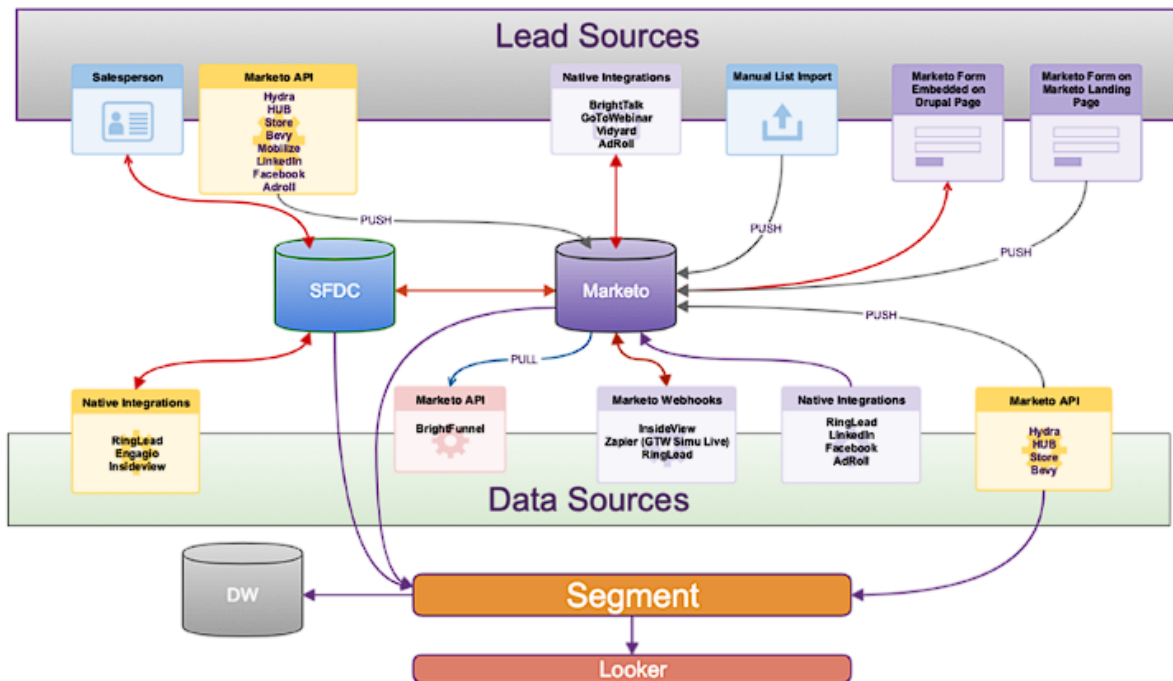 Lead Sources
Salesperson
Marketo API
Hydra
HUB
Store
Bevy
Mobilize
LinkedIn
Facebook
Adroll
Native Integrations
BrightTalk
GoToWebinar
Vidyard
AdRoll
Manual List Import
Marketo Form
Embedded on
Drupal Page
Marketo Form on
Marketo Landing
Page
PUSH
PUSH
PUSH
SFDC
Marketo
PUSH
PULL
Native Integrations
RingLead
Engagio
Insideview
Marketo API
BrightFunnel
Marketo Webhooks
InsideView
Zapier (GTW Simu Live)
RingLead
Native Integrations
RingLead
LinkedIn
Facebook
AdRoll
Marketo API
Hydra
HUB
Store
Bevy
Data Sources
DW
Segment
Looker